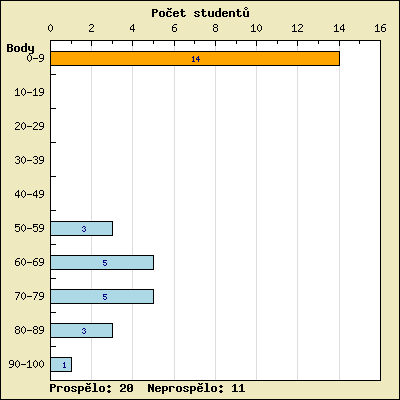 Počet studentů
0 2 4 6 8 10 12 14 16
Body
0-9 14
10-19
20-29
30-39
40-49
50-59 3
60-69 5
70-79 5
80-89 3
90-100 1
Prospělo: 20 Neprospělo: 11